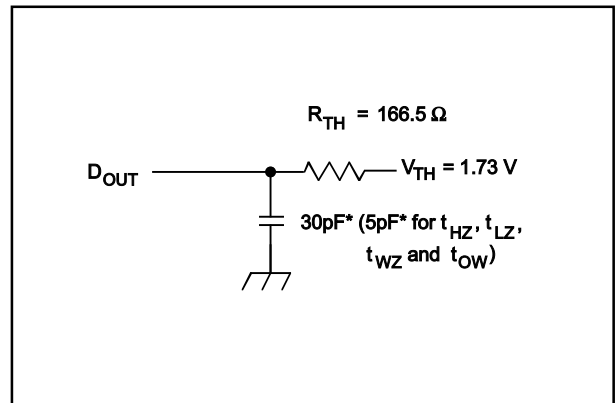 R_TH = 166.5 Ω
D_OUT
V_TH = 1.73 V
30pF* (5pF* for t_HZ, t_LZ,
t_WZ and t_OW)